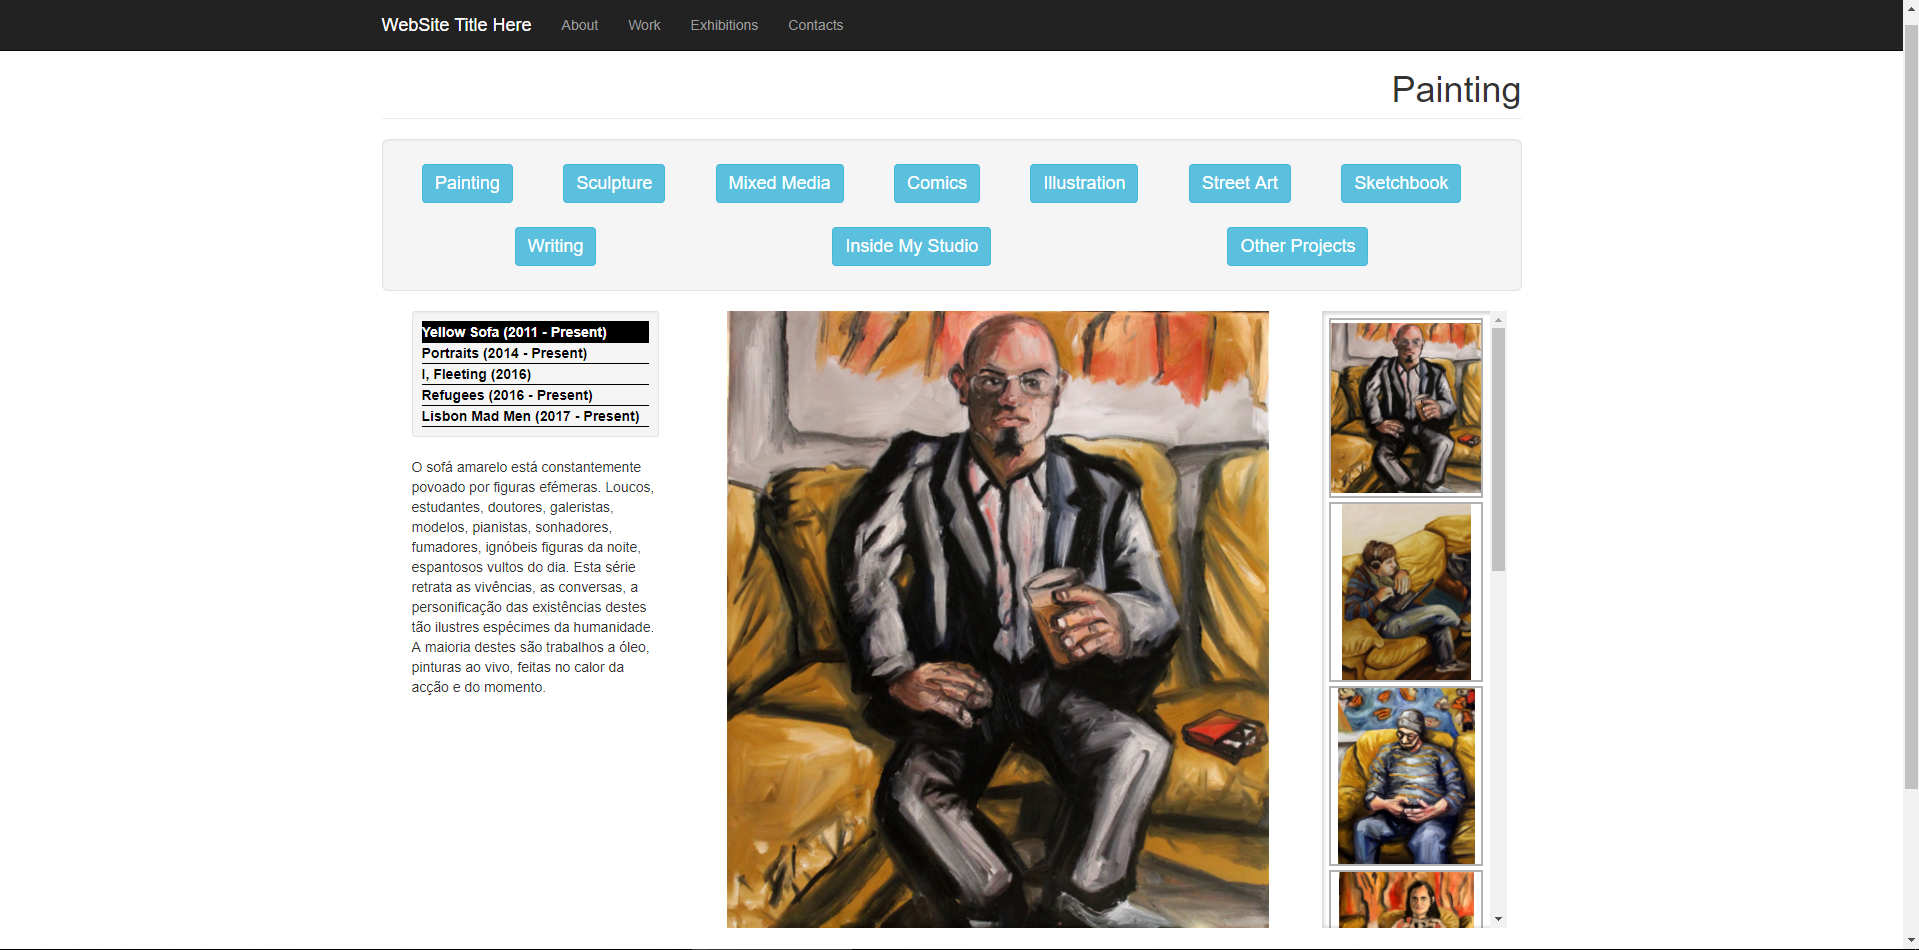 WebSite Title Here About Work Exhibitions Contacts
Painting
Painting Sculpture Mixed Media Comics Illustration Street Art Sketchbook
Writing Inside My Studio Other Projects
Yellow Sofa (2011 - Present)
Portraits (2014 - Present)
I, Fleeting (2016)
Refugees (2016 - Present)
Lisbon Mad Men (2017 - Present)
O sofá amarelo está constantemente
povoado por figuras efémeras. Loucos,
estudantes, doutores, galeristas,
modelos, pianistas, sonhadores,
fumadores, ignóbeis figuras da noite,
espantosos vultos do dia. Esta série
retrata as vivências, as conversas, a
personificação das existências destes
tão ilustres espécimes da humanidade.
A maioria destes são trabalhos a óleo,
pinturas ao vivo, feitas no calor da
acção e do momento.